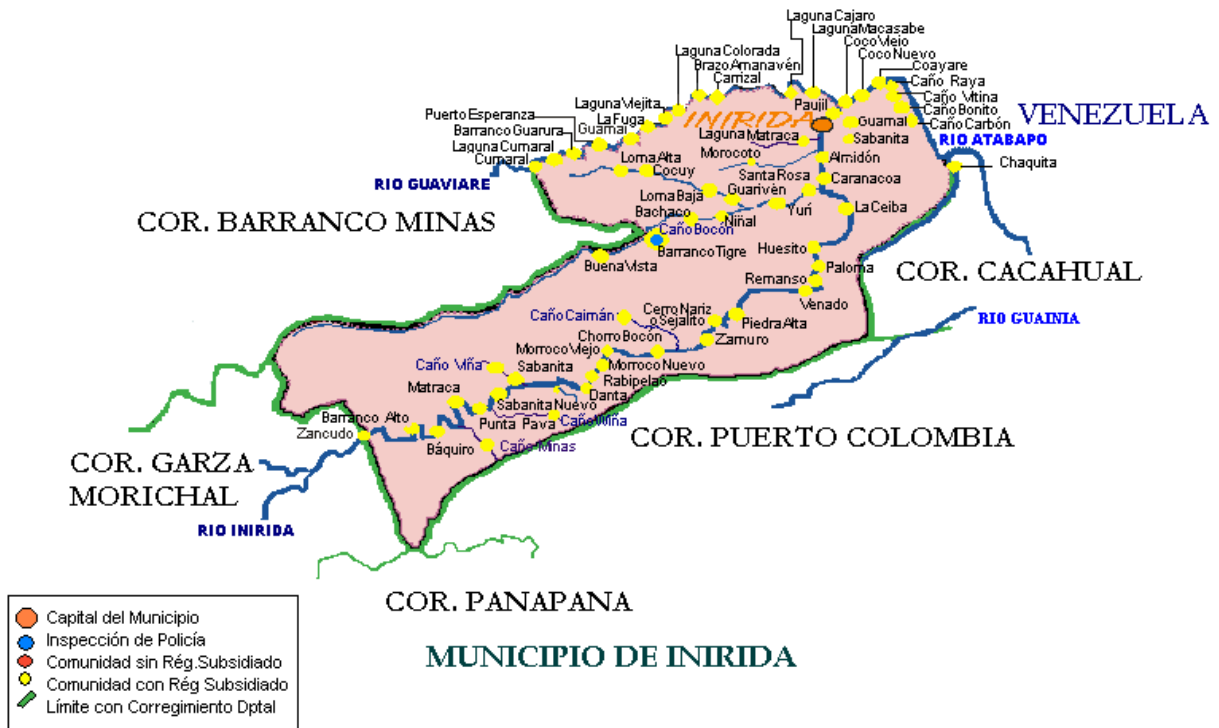 Laguna Cajaro
Laguna Macasabe
Coco Viejo
Coco Nuevo
Coayare
Caño Raya
Caño Vitina
Caño Bonito
Caño Carbón
VENEZUELA
RIO ATABAPO
Chaquita
Laguna Colorada
Brazo Amanavén
Carrizal
Laguna Viejita
La Fuga
Guamal
Puerto Esperanza
Barranco Guarura
Laguna Cumaral
Cumaral
RIO GUAVIARE
INIRIDA
Paujil
Guamal
Sabanita
Laguna Matraca
Morocoto
Almidón
Santa Rosa
Caranacoa
Loma Alta
Cocuy
Loma Baja
Guarivén
Bachaco
Niñal
Yurí
La Ceiba
Caño Bocón
Barranco Tigre
Buena Vista
Huesito
Paloma
Remanso
Venado
COR. BARRANCO MINAS
COR. CACAHUAL
RIO GUAINIA
Cerro Nariz
o Sejalito
Piedra Alta
Caño Caimán
Chorro Bocón
Zamuro
Morroco Viejo
Morroco Nuevo
Caño Viña
Sabanita
Rabipelao
Danta
Matraca
Sabanita Nuevo
Punta Pava
Caño Wiña
Barranco Alto
Zancudo
Báquiro
Caño Minas
COR. PUERTO COLOMBIA
COR. GARZA
MORICHAL
RIO INIRIDA
COR. PANAPANA
MUNICIPIO DE INIRIDA
Capital del Municipio
Inspección de Policía
Comunidad sin Rég.Subsidiado
Comunidad con Rég Subsidiado
Límite con Corregimiento Dptal